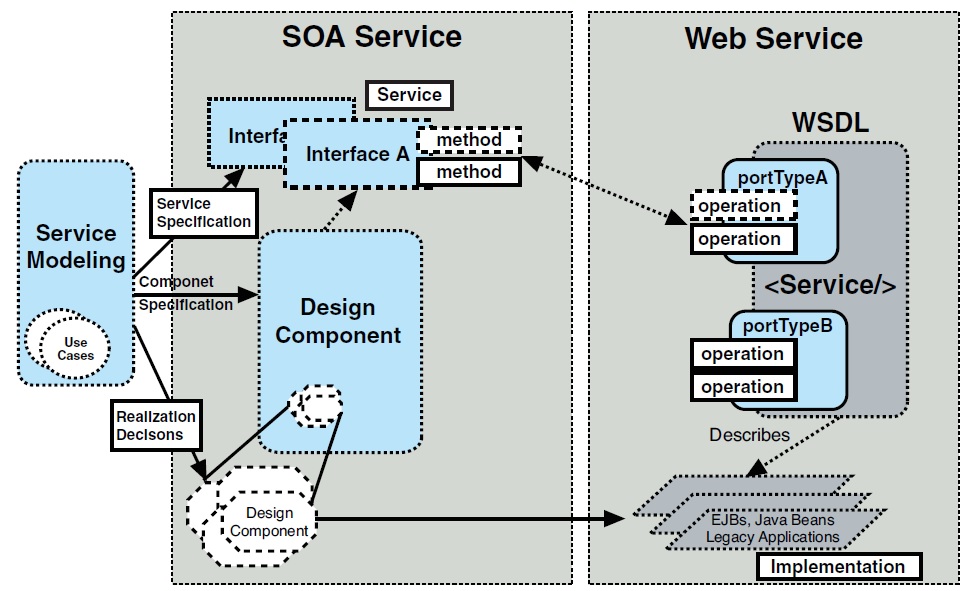 SOA Service
Web Service
Service
WSDL
Interfa
Interface A
method
method
portTypeA
operation
operation
Service
Specification
Service
Modeling
Componet
Specification
Design
Component
<Service/>
Use
Cases
portTypeB
operation
operation
Realization
Decisons
Describes
Design
Component
EJBs, Java Beans
Legacy Applications
Implementation